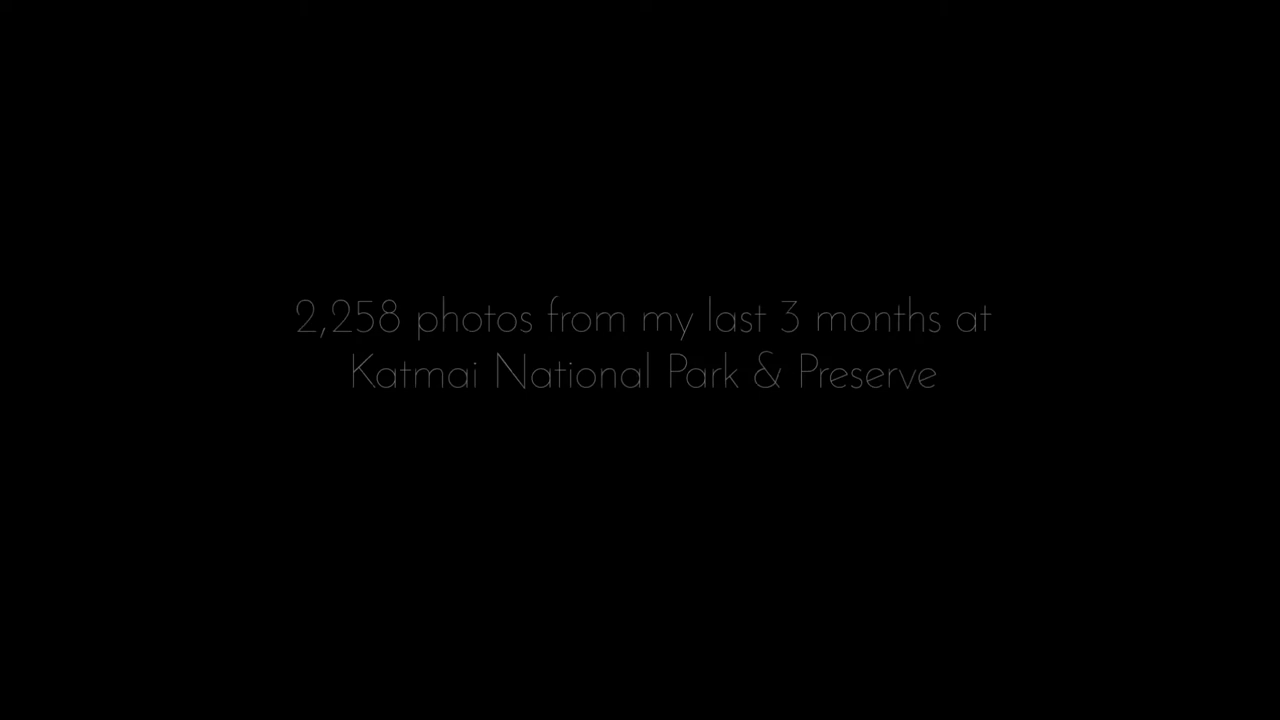 2,258 photos from my last 3 months at
Katmai National Park & Preserve